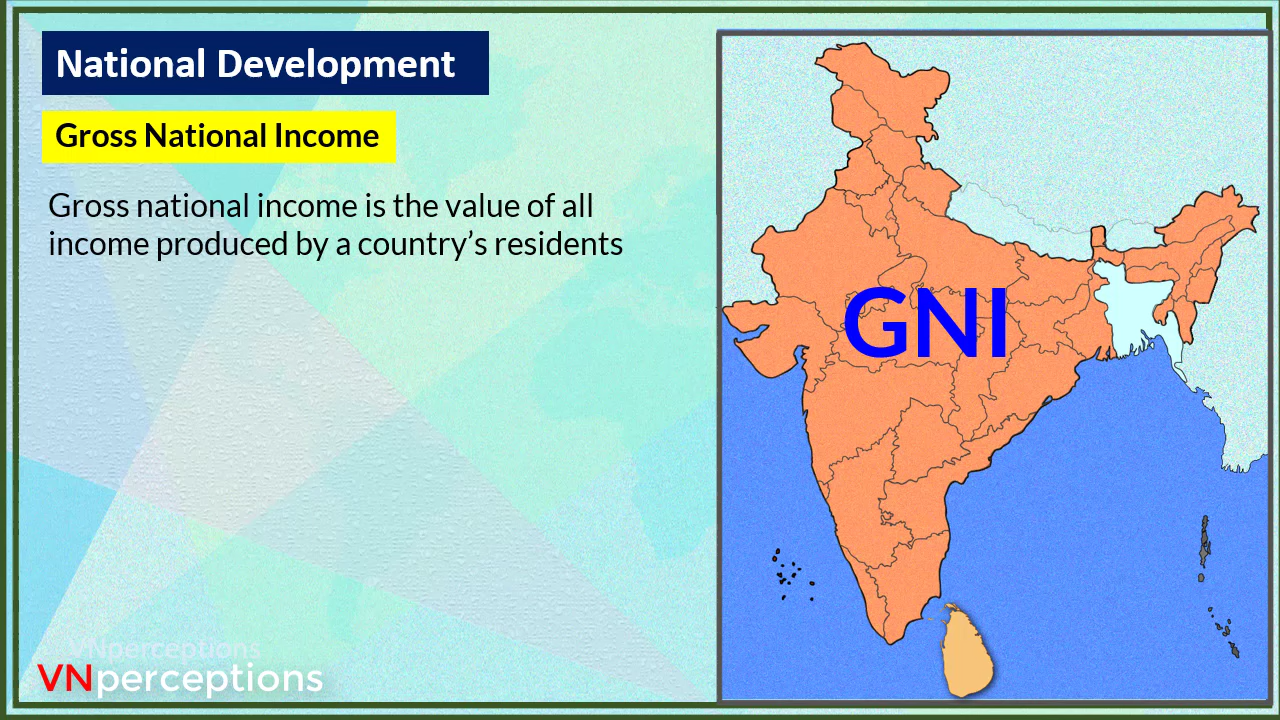 National Development
Gross National Income
Gross national income is the value of all
income produced by a country’s residents
GNI
VNperceptions
VNperceptions